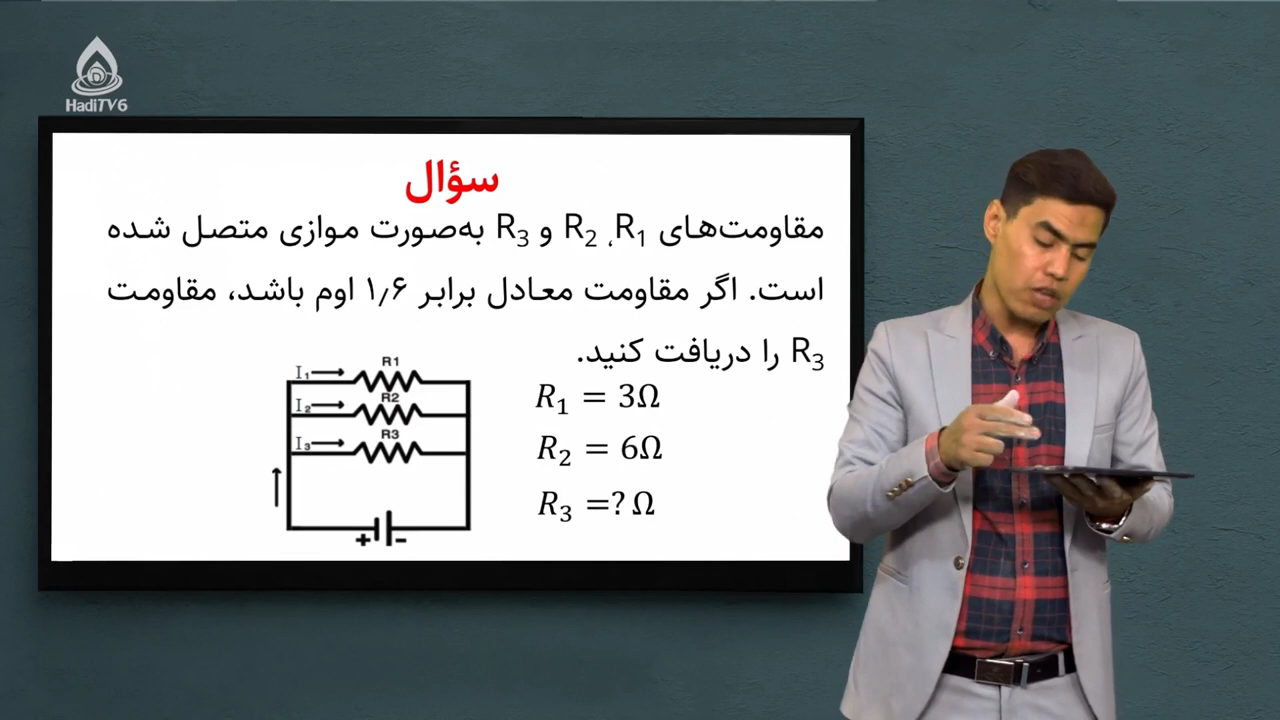 HadiTV6
سؤال
مقاومت‌های R₁، R₂ و R₃ به‌صورت موازی متصل شده
است. اگر مقاومت معادل برابر ۱٫۶ اوم باشد، مقاومت
R₃ را دریافت کنید.
R₁ = 3Ω
R₂ = 6Ω
R₃ =? Ω
I₁ R1
I₂ R2
I₃ R3
+ -